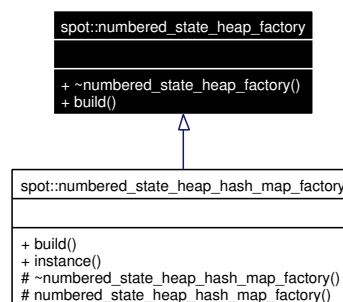 spot::numbered_state_heap_factory
+ ~numbered_state_heap_factory()
+ build()
spot::numbered_state_heap_hash_map_factory
+ build()
+ instance()
# ~numbered_state_heap_hash_map_factory()
# numbered_state_heap_hash_map_factory()